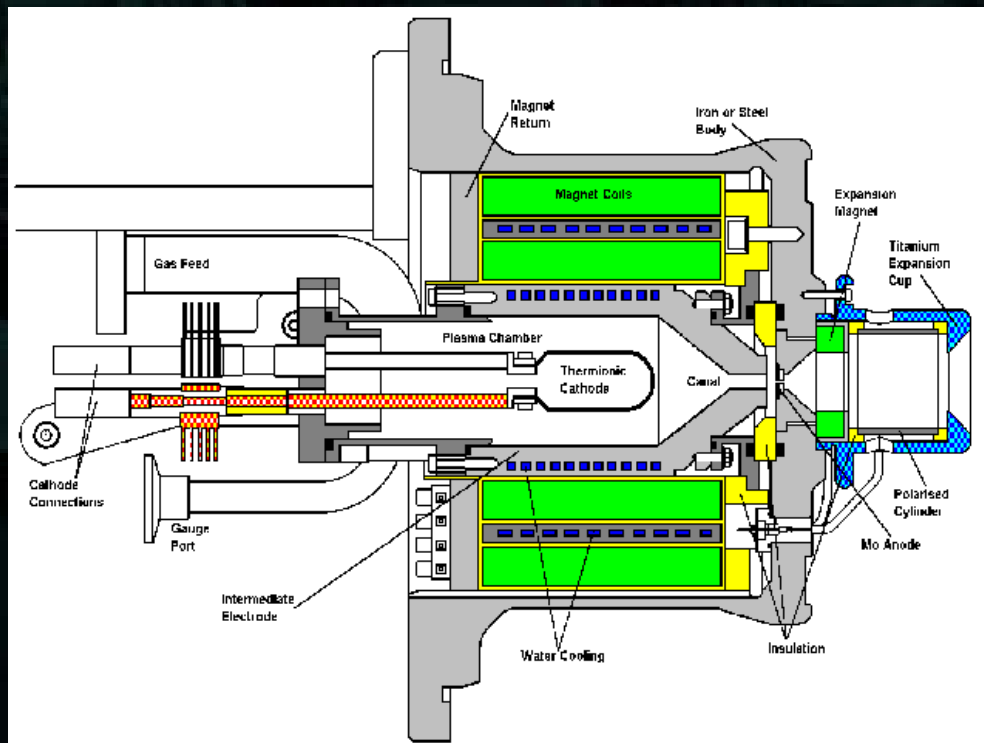 Magnet
Return
Iron or Steel
Body
Magnet Coils
Expansion
Magnet
Titanium
Expansion
Cup
Gas Feed
Plasma Chamber
Thermionic
Cathode
Canal
Cathode
Connections
Gauge
Port
Polarised
Cylinder
Mo Anode
Intermediate
Electrode
Water Cooling
Insulation